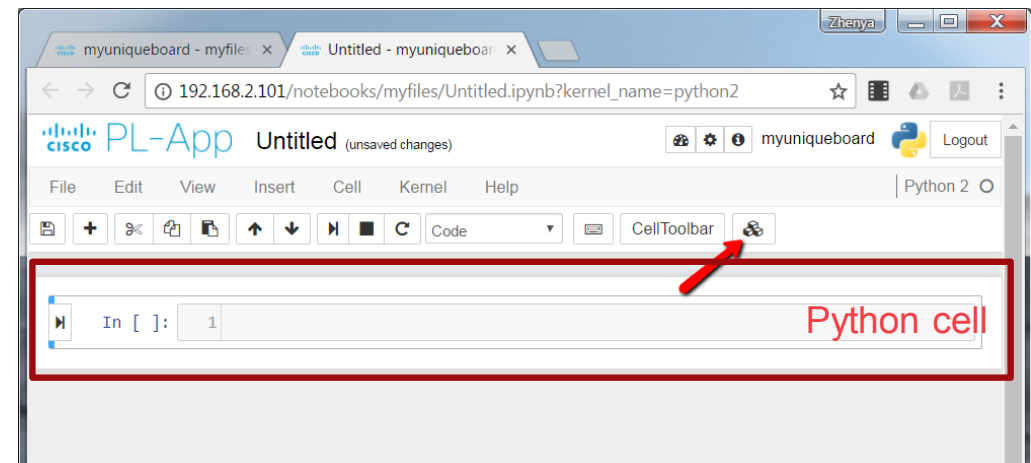 Zhenya
myuniqueboard - myfiles
Untitled - myuniqueboar
192.168.2.101/notebooks/myfiles/Untitled.ipynb?kernel_name=python2
cisco PL-App Untitled (unsaved changes) myuniqueboard Logout
File Edit View Insert Cell Kernel Help Python 2
Code CellToolbar
In [ ]: 1
Python cell